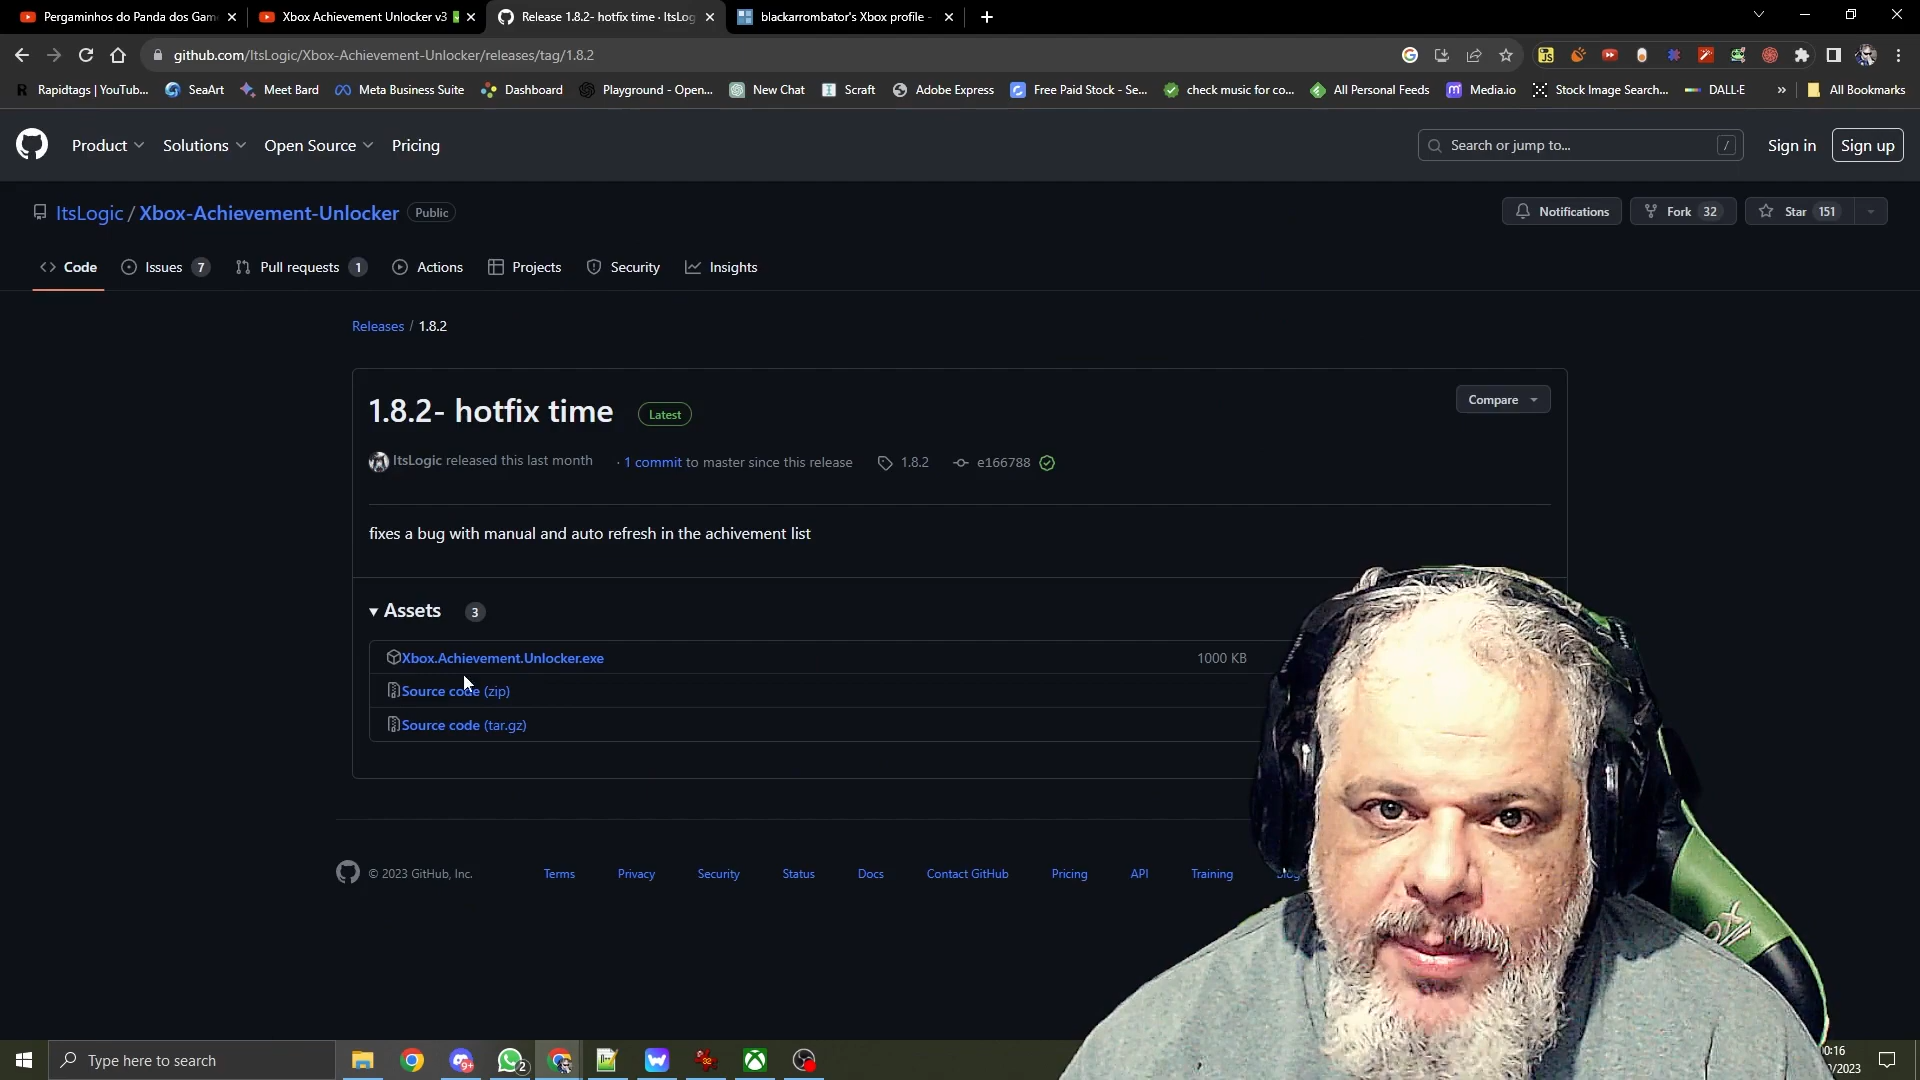 Pergaminhos do Panda dos Gam
Xbox Achievement Unlocker v3
Release 1.8.2- hotfix time · ItsLog
blackarrombator's Xbox profile -
github.com/ItsLogic/Xbox-Achievement-Unlocker/releases/tag/1.8.2
Rapidtags | YouTub...
SeaArt
Meet Bard
Meta Business Suite
Dashboard
Playground - Open...
New Chat
Scraft
Adobe Express
Free Paid Stock - Se...
check music for co...
All Personal Feeds
Media.io
Stock Image Search...
DALL·E
»
All Bookmarks
Product
Solutions
Open Source
Pricing
Search or jump to...
/
Sign in
Sign up
ItsLogic / Xbox-Achievement-Unlocker Public
Notifications
Fork 32
Star 151
Code
Issues 7
Pull requests 1
Actions
Projects
Security
Insights
Releases / 1.8.2
1.8.2- hotfix time Latest
Compare
ItsLogic released this last month · 1 commit to master since this release 1.8.2 e166788
fixes a bug with manual and auto refresh in the achivement list
Assets 3
Xbox.Achievement.Unlocker.exe 1000 KB
Source code (zip)
Source code (tar.gz)
© 2023 GitHub, Inc.
Terms
Privacy
Security
Status
Docs
Contact GitHub
Pricing
API
Training
Blog
Type here to search
9+
2
0:16
/2023